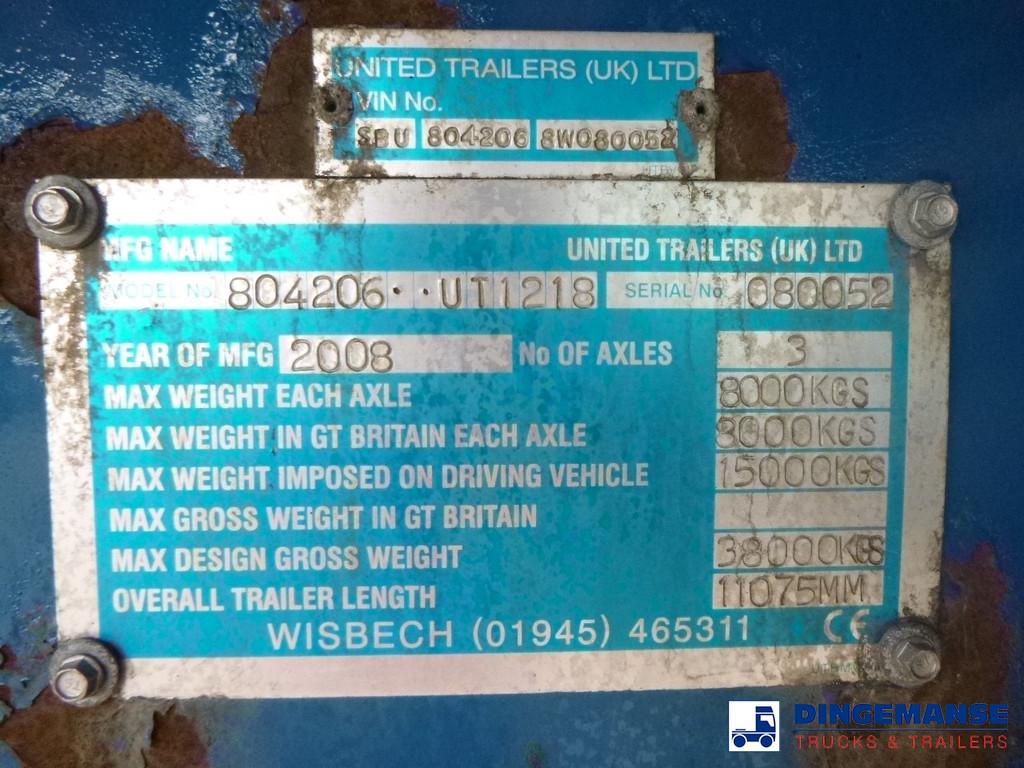 UNITED TRAILERS (UK) LTD
VIN No.
SBU 804206 8W080052
MFG NAME UNITED TRAILERS (UK) LTD
MODEL No. 804206·· UT1218 SERIAL No. 080052
YEAR OF MFG 2008 No OF AXLES 3
MAX WEIGHT EACH AXLE 8000KGS
MAX WEIGHT IN GT BRITAIN EACH AXLE 8000KGS
MAX WEIGHT IMPOSED ON DRIVING VEHICLE 15000KGS
MAX GROSS WEIGHT IN GT BRITAIN
MAX DESIGN GROSS WEIGHT 38000KGS
OVERALL TRAILER LENGTH 11075MM.
WISBECH (01945) 465311 CE
DINGEMANSE
TRUCKS & TRAILERS